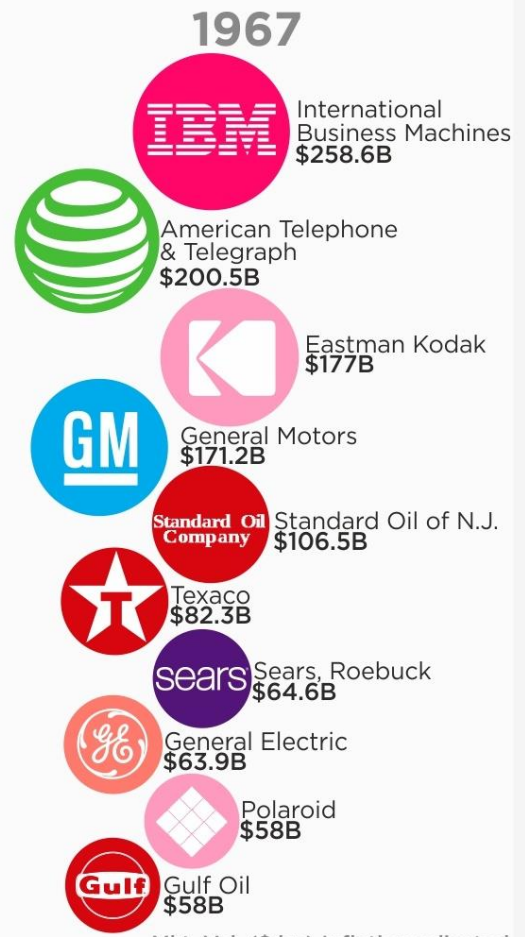 1967
IBM
International
Business Machines
$258.6B
American Telephone
& Telegraph
$200.5B
Eastman Kodak
$177B
GM
General Motors
$171.2B
Standard Oil
Company
Standard Oil of N.J.
$106.5B
T
Texaco
$82.3B
sears
Sears, Roebuck
$64.6B
GE
General Electric
$63.9B
Polaroid
$58B
Gulf
Gulf Oil
$58B